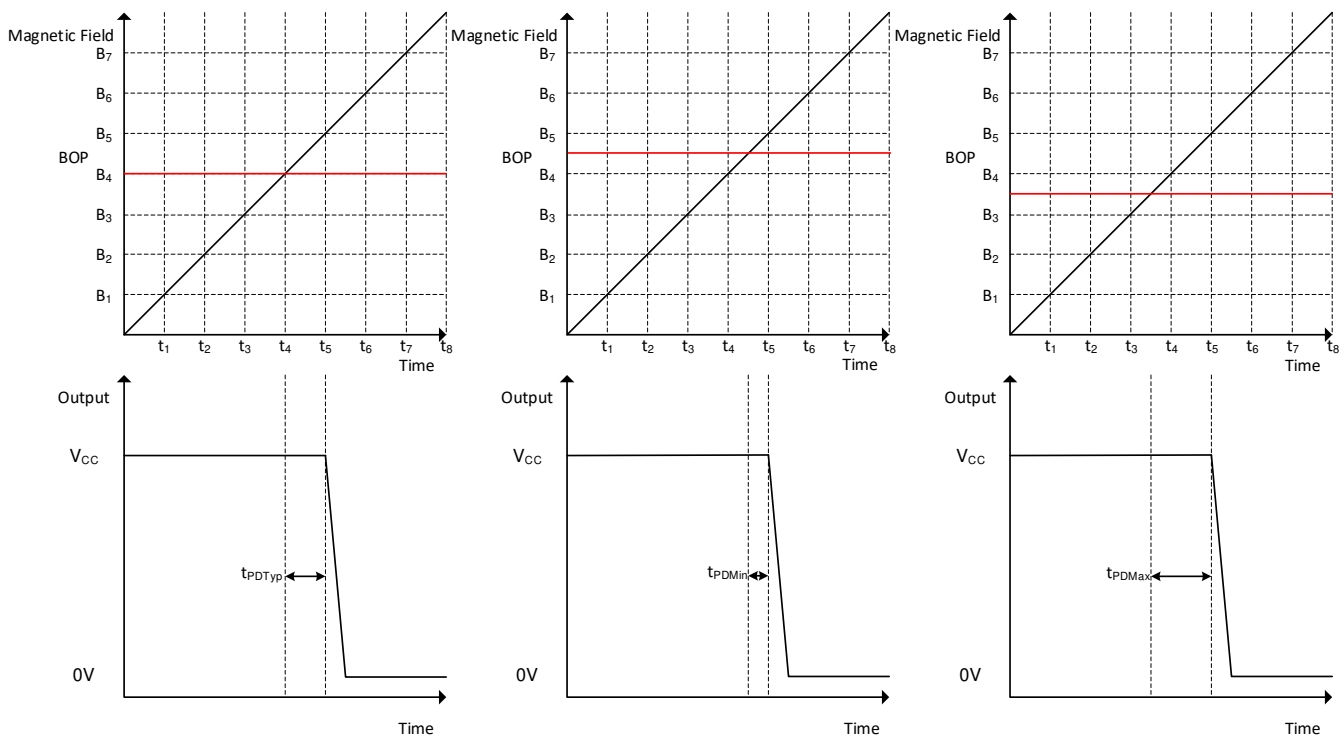 Magnetic Field
B₇
B₆
B₅
BOP
B₄
B₃
B₂
B₁
t₁ t₂ t₃ t₄ t₅ t₆ t₇ t₈
Time
Magnetic Field
B₇
B₆
B₅
BOP
B₄
B₃
B₂
B₁
t₁ t₂ t₃ t₄ t₅ t₆ t₇ t₈
Time
Magnetic Field
B₇
B₆
B₅
BOP
B₄
B₃
B₂
B₁
t₁ t₂ t₃ t₄ t₅ t₆ t₇ t₈
Time
Output
VCC
tPDTyp
0V
Time
Output
VCC
tPDMin
0V
Time
Output
VCC
tPDMax
0V
Time